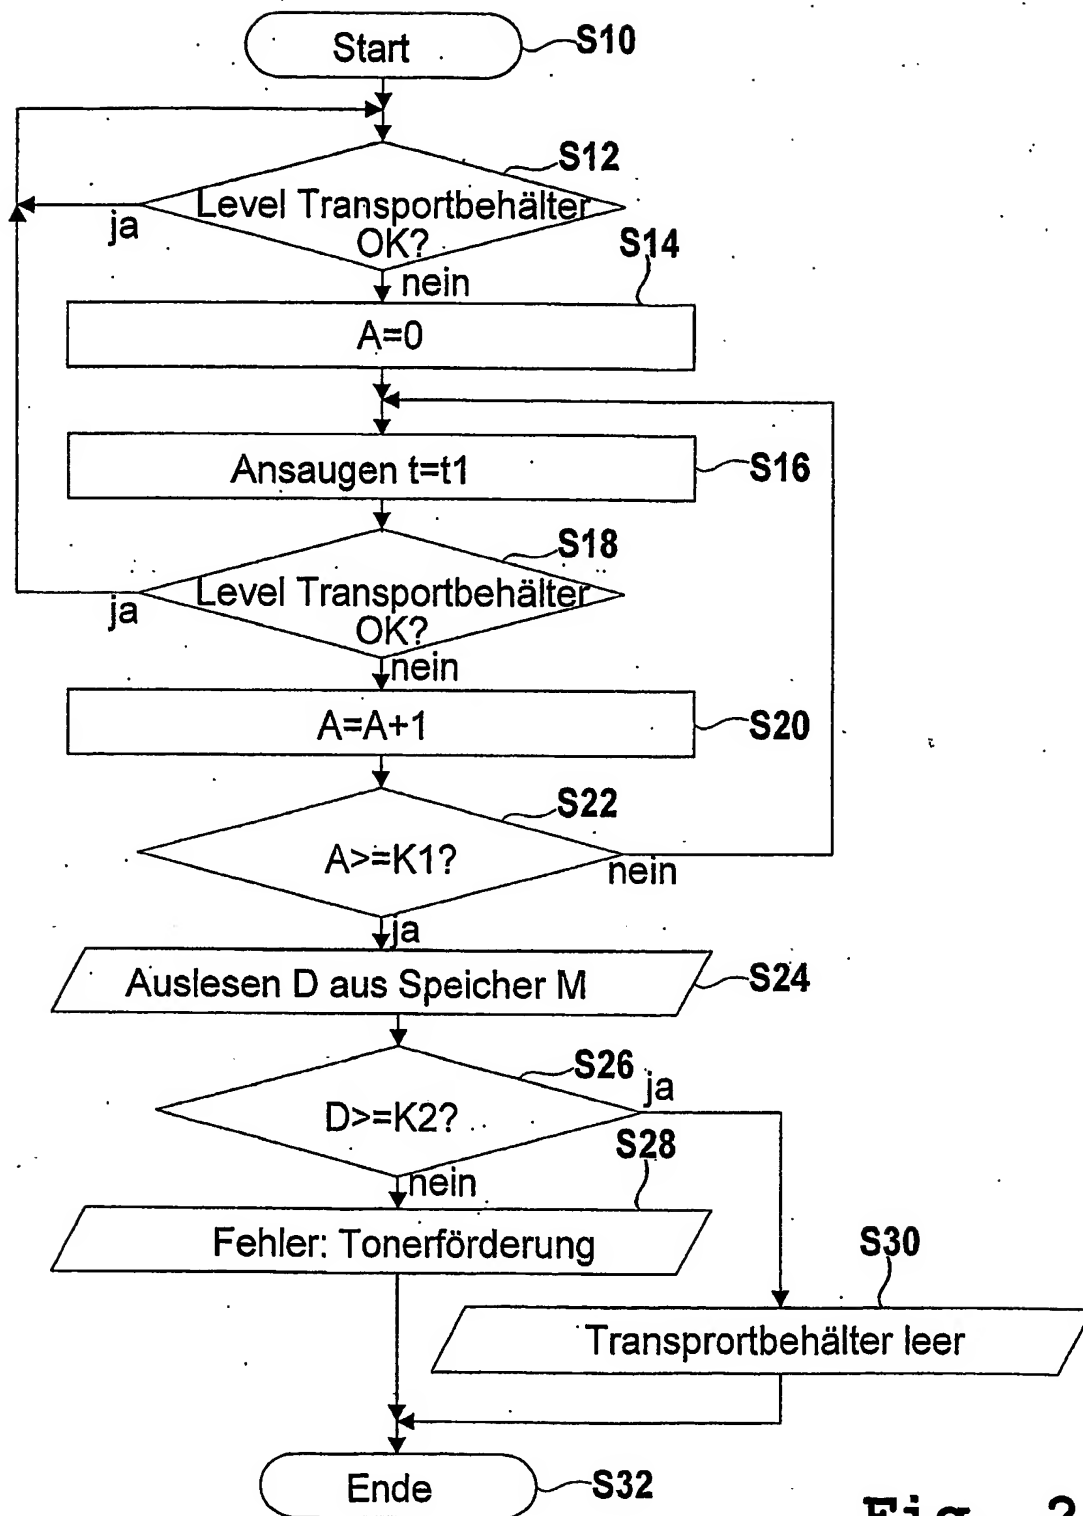 Start
S10
S12
Level Transportbehälter
OK?
ja
S14
nein
A=0
Ansaugen t=t1
S16
S18
Level Transportbehälter
OK?
ja
nein
A=A+1
S20
S22
A>=K1?
nein
ja
Auslesen D aus Speicher M
S24
S26
ja
D>=K2?
S28
nein
Fehler: Tonerförderung
S30
Transprortbehälter leer
Ende
S32
Fig. 2